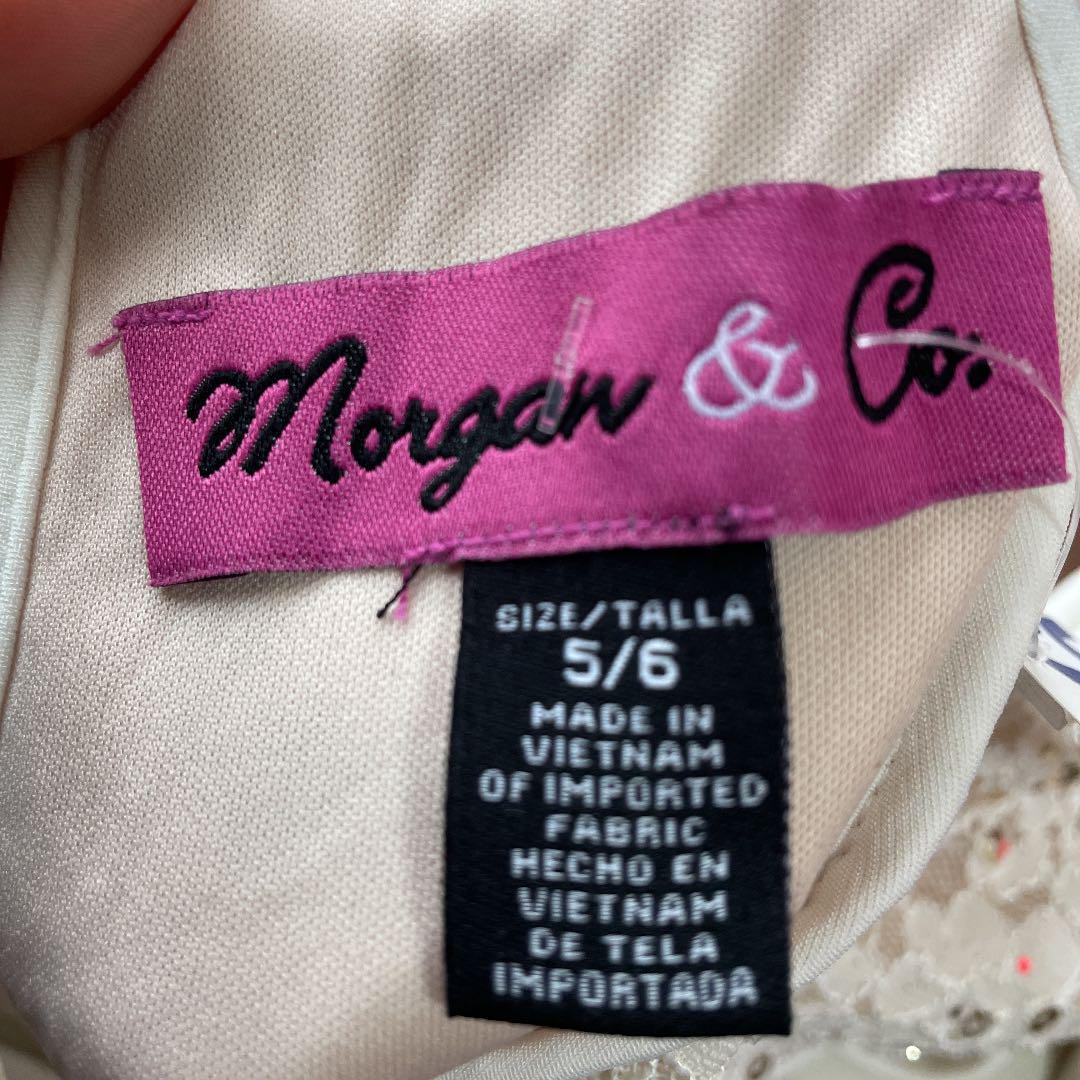 Morgan & Co.
SIZE/TALLA
5/6
MADE IN
VIETNAM
OF IMPORTED
FABRIC
HECHO EN
VIETNAM
DE TELA
IMPORTADA